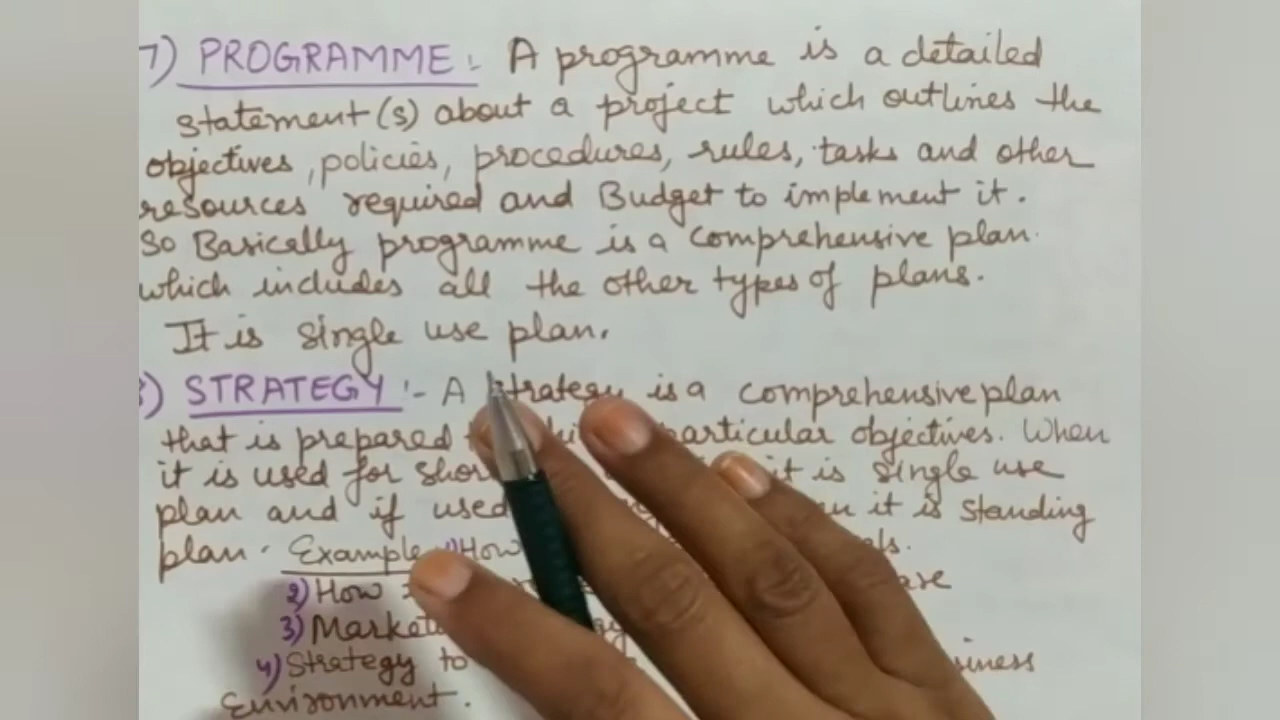 7) PROGRAMME :- A programme is a detailed
statement(s) about a project which outlines the
objectives, policies, procedures, rules, tasks and other
resources required and Budget to implement it.
So Basically programme is a comprehensive plan.
which includes all the other types of plans.
It is single use plan.
8) STRATEGY :- A strategy is a comprehensive plan
that is prepared particular objectives. When
it is used for it is single use
plan and if used it is standing
plan. Example 1) How
2) How
3)
4) Strategy to
Environment.